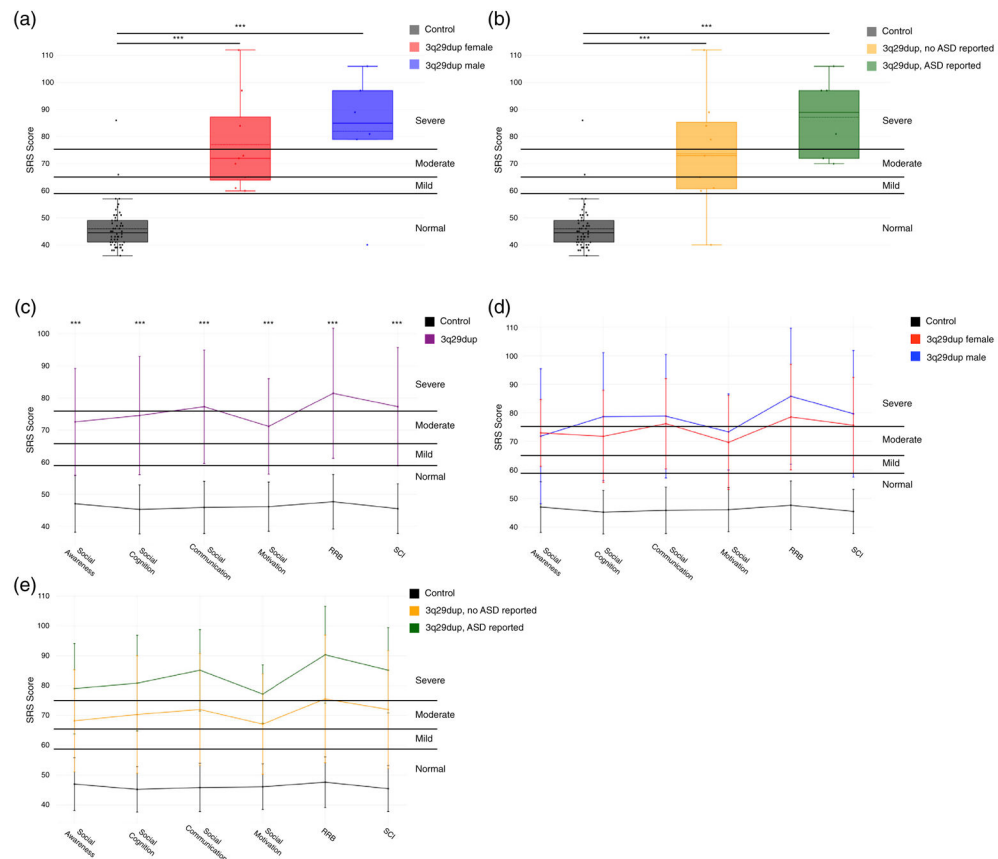 (a)
***
***
Control
3q29dup female
3q29dup male
SRS Score
100
90
80
70
60
50
40
Severe
Moderate
Mild
Normal
(b)
***
***
Control
3q29dup, no ASD reported
3q29dup, ASD reported
SRS Score
110
100
90
80
70
60
50
40
Severe
Moderate
Mild
Normal
(c)
*** *** *** *** *** ***
Control
3q29dup
SRS Score
100
90
80
70
60
50
40
Severe
Moderate
Mild
Normal
Social Awareness
Social Cognition
Social Communication
Social Motivation
RRB
SCI
(d)
Control
3q29dup female
3q29dup male
SRS Score
110
100
90
80
70
60
50
40
Severe
Moderate
Mild
Normal
Social Awareness
Social Cognition
Social Communication
Social Motivation
RRB
SCI
(e)
Control
3q29dup, no ASD reported
3q29dup, ASD reported
SRS Score
110
100
90
80
70
60
50
40
Severe
Moderate
Mild
Normal
Social Awareness
Social Cognition
Social Communication
Social Motivation
RRB
SCI